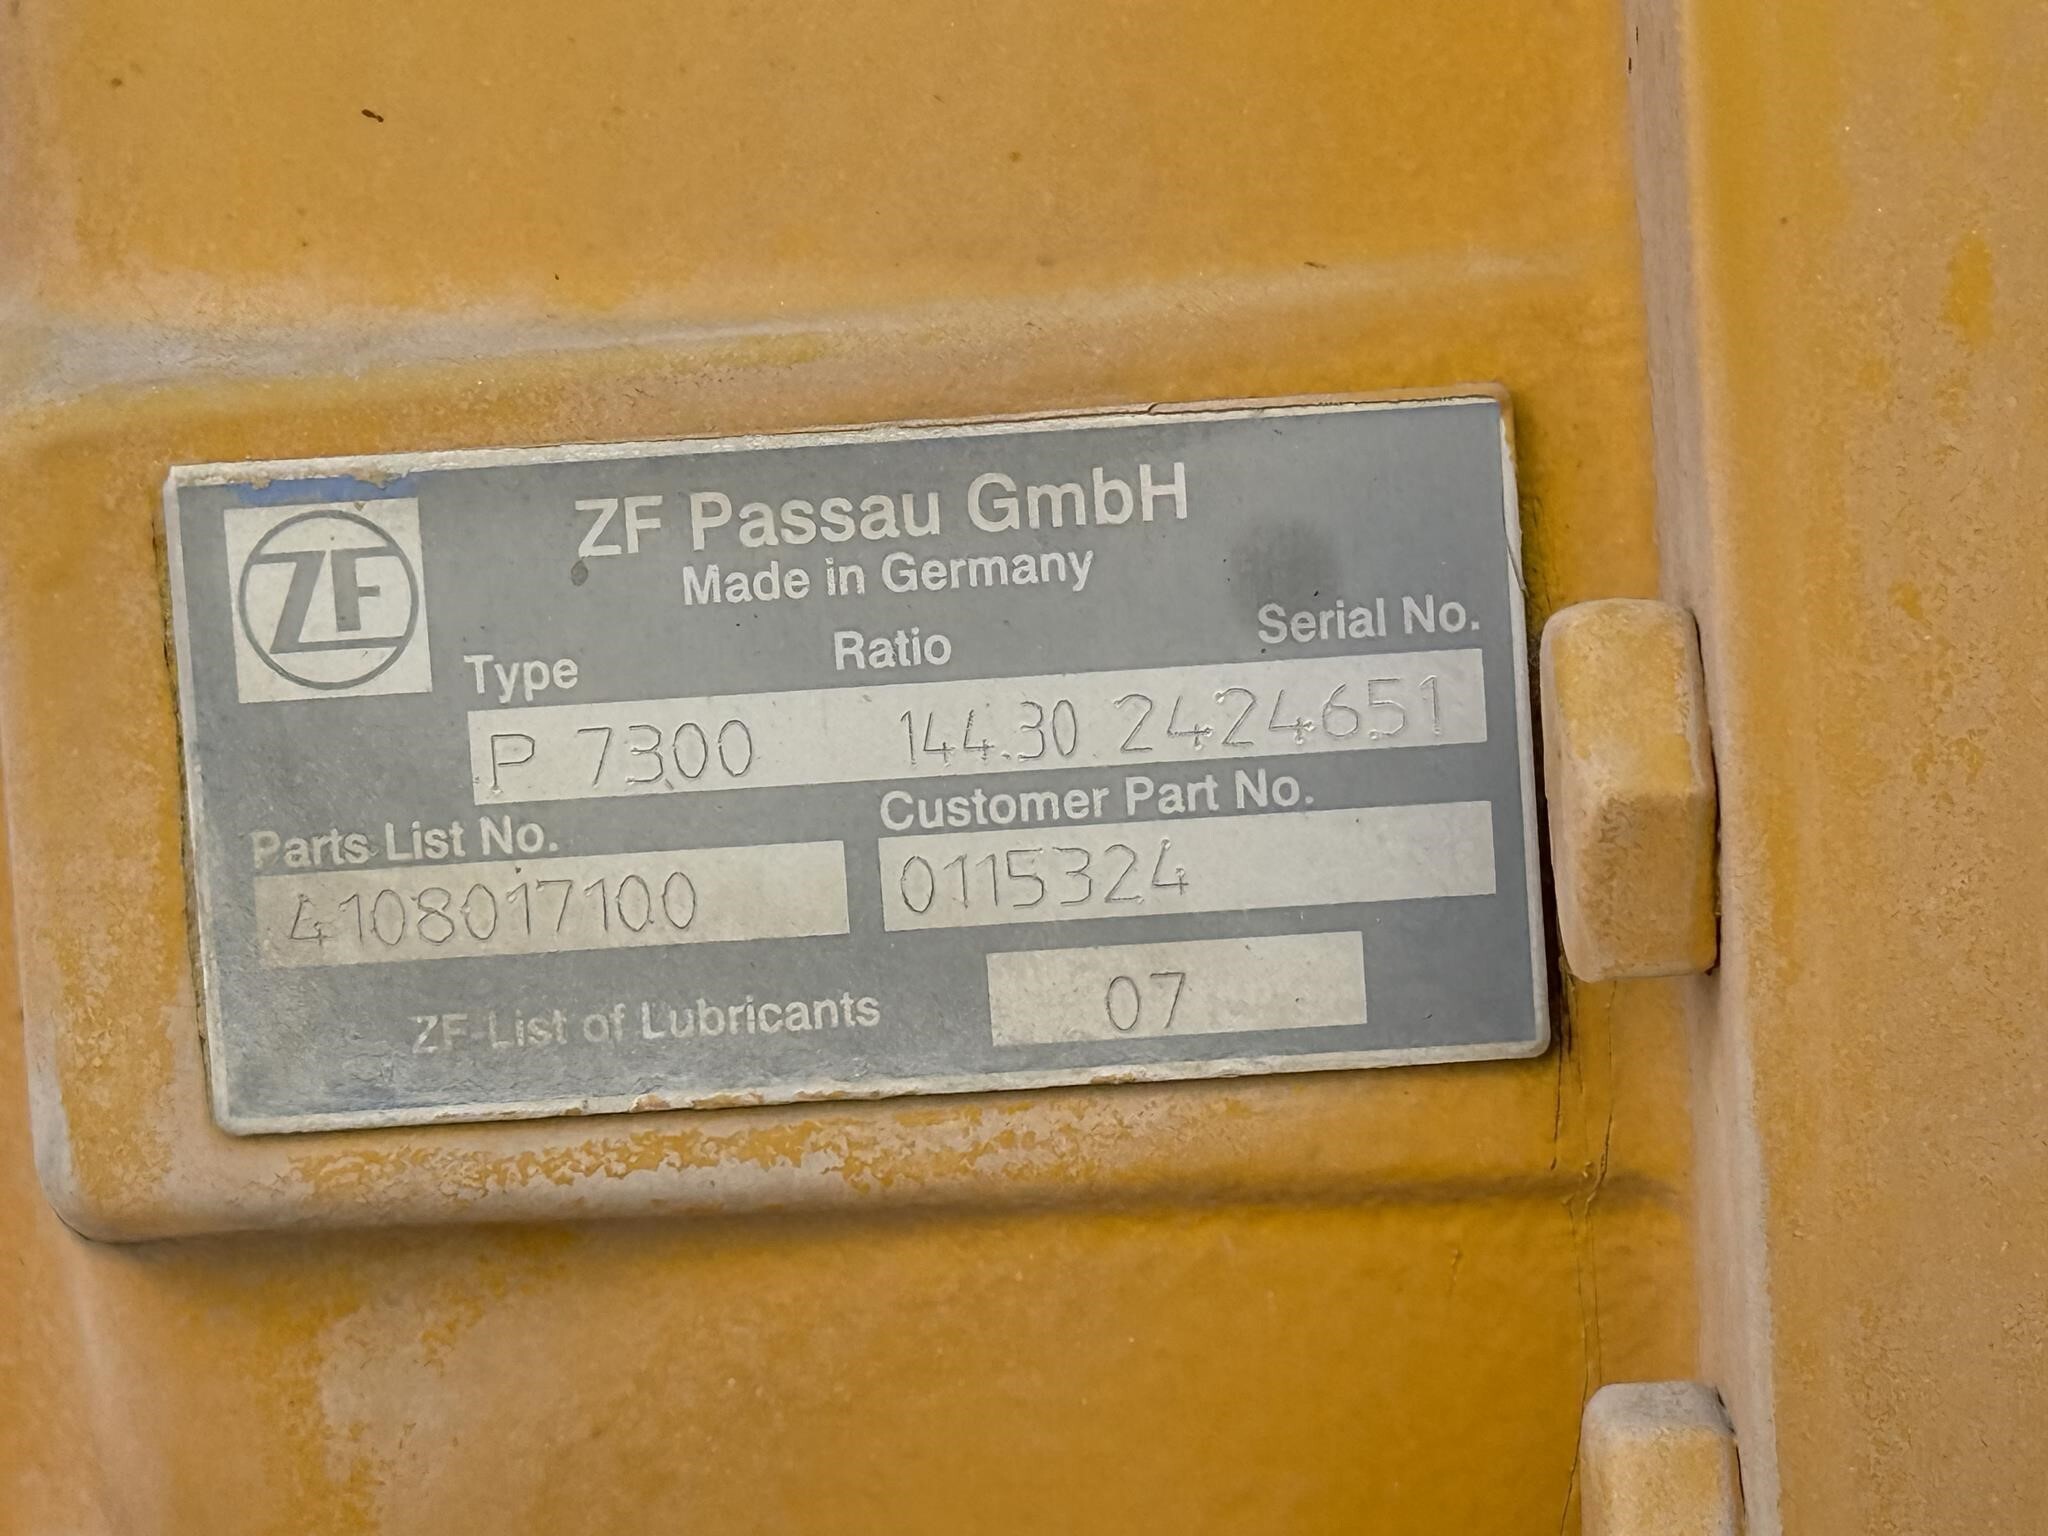 ZF
ZF Passau GmbH
Made in Germany
Type Ratio Serial No.
P 7300 144.30 2424651
Parts List No. Customer Part No.
4108017100 0115324
ZF-List of Lubricants 07